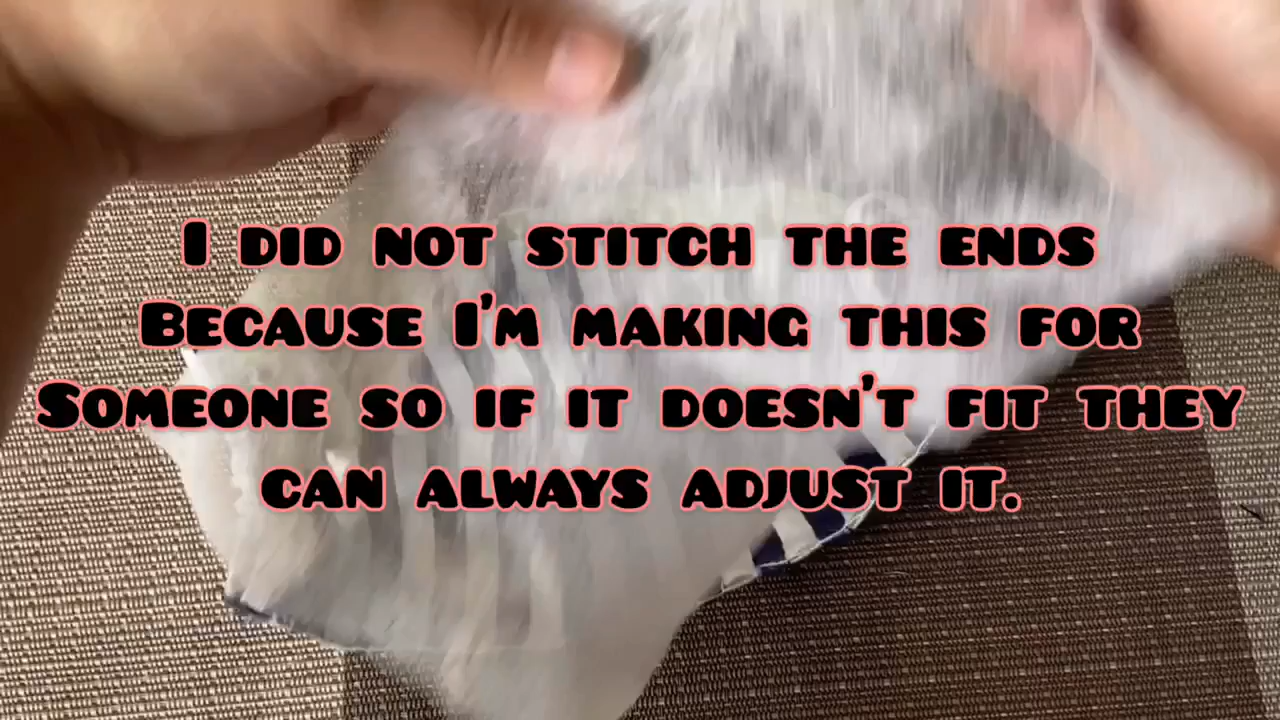 I DID NOT STITCH THE ENDS
BECAUSE I'M MAKING THIS FOR
SOMEONE SO IF IT DOESN'T FIT THEY
CAN ALWAYS ADJUST IT.